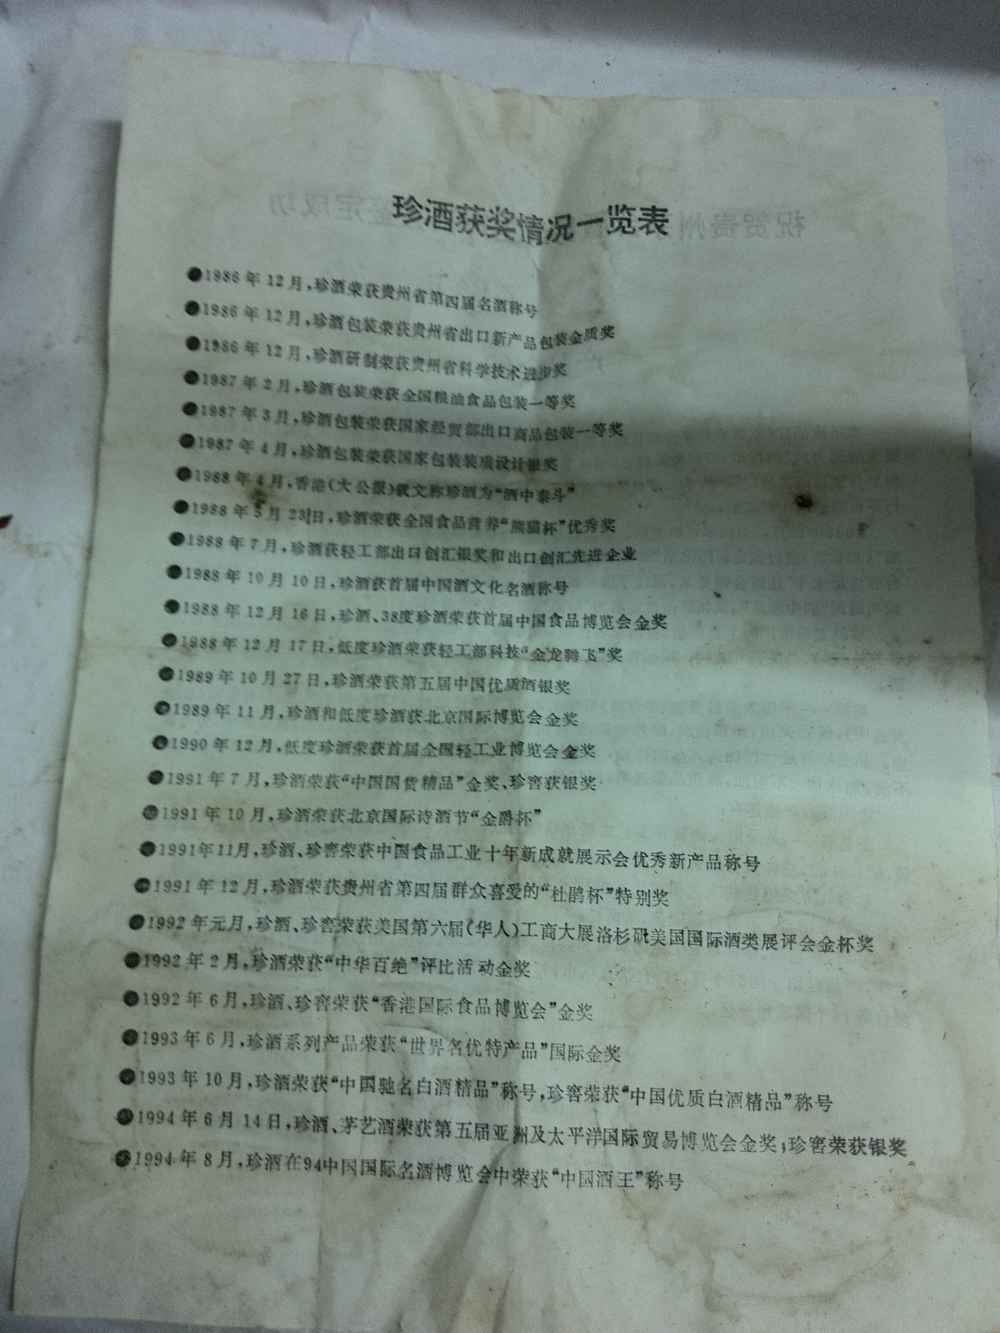 珍酒获奖情况一览表
●1986年12月,珍酒荣获贵州省第四届名酒称号
●1986年12月,珍酒包装荣获贵州省出口新产品包装金质奖
●1986年12月,珍酒研制荣获贵州省科学技术进步奖
●1987年2月,珍酒包装荣获全国粮油食品包装一等奖
●1987年3月,珍酒包装荣获国家经贸部出口商品包装一等奖
●1987年4月,珍酒包装荣获国家包装装璜设计银奖
●1988年4月,香港(大公报)载文称珍酒为“酒中泰斗”
●1988年5月23日,珍酒荣获全国食品营养“熊猫杯”优秀奖
●1988年7月,珍酒获轻工部出口创汇银奖和出口创汇先进企业
●1988年10月10日,珍酒获首届中国酒文化名酒称号
●1988年12月16日,珍酒、38度珍酒荣获首届中国食品博览会金奖
●1988年12月17日,低度珍酒荣获轻工部科技“金龙腾飞”奖
●1989年10月27日,珍酒荣获第五届中国优质酒银奖
●1989年11月,珍酒和低度珍酒获北京国际博览会金奖
●1990年12月,低度珍酒荣获首届全国轻工业博览会金奖
●1991年7月,珍酒荣获“中国国货精品”金奖、珍窖获银奖
●1991年10月,珍酒荣获北京国际诗酒节“金爵杯”
●1991年11月,珍酒、珍窖荣获中国食品工业十年新成就展示会优秀新产品称号
●1991年12月,珍酒荣获贵州省第四届群众喜爱的“杜鹃杯”特别奖
●1992年元月,珍酒、珍窖荣获美国第六届(华人)工商大展洛杉矶美国国际酒类展评会金杯奖
●1992年2月,珍酒荣获“中华百绝”评比活动金奖
●1992年6月,珍酒、珍窖荣获“香港国际食品博览会”金奖
●1993年6月,珍酒系列产品荣获“世界名优特产品”国际金奖
●1993年10月,珍酒荣获“中国驰名白酒精品”称号,珍窖荣获“中国优质白酒精品”称号
●1994年6月14日,珍酒、茅艺酒荣获第五届亚洲及太平洋国际贸易博览会金奖;珍窖荣获银奖
●1994年8月,珍酒在94中国国际名酒博览会中荣获“中国酒王”称号